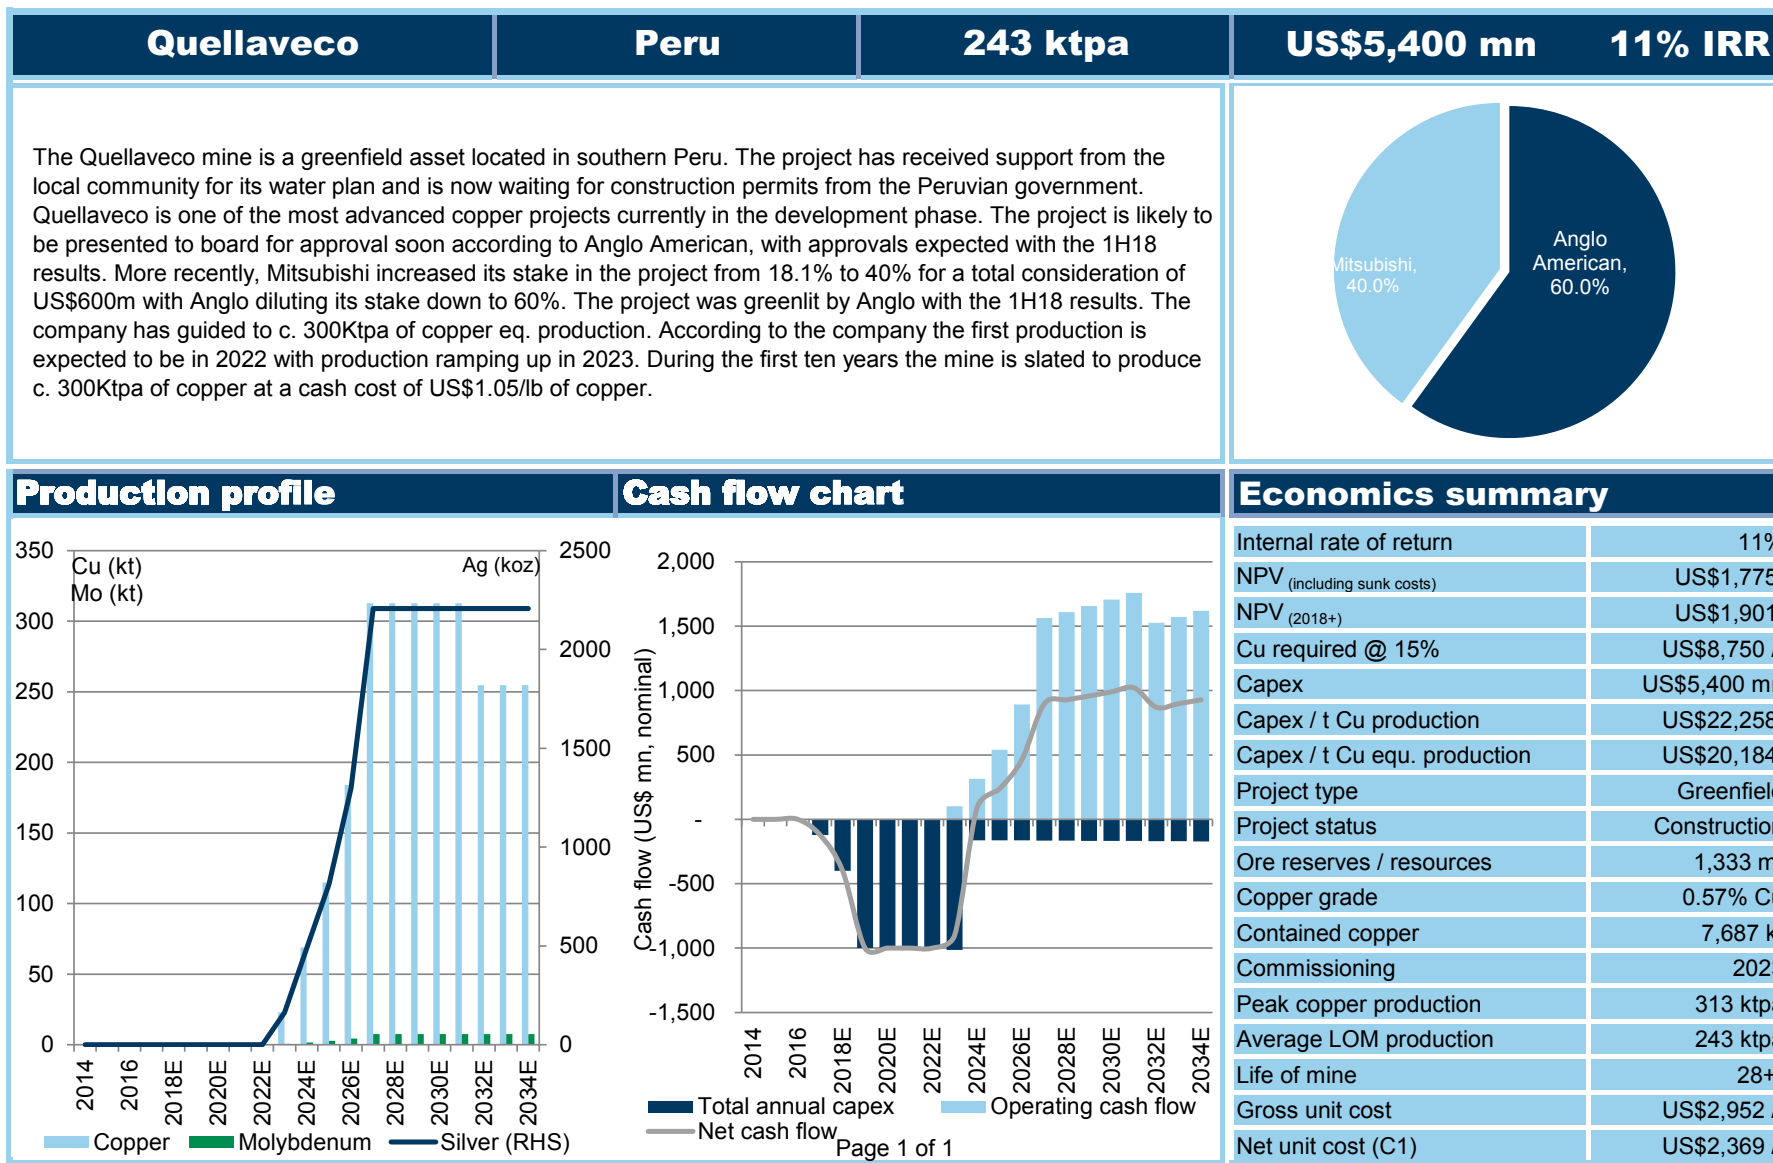 Quellaveco
Peru
243 ktpa
US$5,400 mn
11% IRR
The Quellaveco mine is a greenfield asset located in southern Peru. The project has received support from the
local community for its water plan and is now waiting for construction permits from the Peruvian government.
Quellaveco is one of the most advanced copper projects currently in the development phase. The project is likely to
be presented to board for approval soon according to Anglo American, with approvals expected with the 1H18
results. More recently, Mitsubishi increased its stake in the project from 18.1% to 40% for a total consideration of
US$600m with Anglo diluting its stake down to 60%. The project was greenlit by Anglo with the 1H18 results. The
company has guided to c. 300Ktpa of copper eq. production. According to the company the first production is
expected to be in 2022 with production ramping up in 2023. During the first ten years the mine is slated to produce
c. 300Ktpa of copper at a cash cost of US$1.05/lb of copper.
Mitsubishi,
40.0%
Anglo
American,
60.0%
Production profile
350
300
250
200
150
100
50
0
Cu (kt)
Mo (kt)
Ag (koz)
2500
2000
1500
1000
500
0
2014
2016
2018E
2020E
2022E
2024E
2026E
2028E
2030E
2032E
2034E
Copper
Molybdenum
Silver (RHS)
Cash flow chart
Cash flow (US$ mn, nominal)
2,000
1,500
1,000
500
-
-500
-1,000
-1,500
2014
2016
2018E
2020E
2022E
2024E
2026E
2028E
2030E
2032E
2034E
Total annual capex
Operating cash flow
Net cash flow
Page 1 of 1
Economics summary
Internal rate of return 11%
NPV (including sunk costs) US$1,775
NPV (2018+) US$1,901
Cu required @ 15% US$8,750 /
Capex US$5,400 m
Capex / t Cu production US$22,258
Capex / t Cu equ. production US$20,184
Project type Greenfiel
Project status Constructio
Ore reserves / resources 1,333 m
Copper grade 0.57% C
Contained copper 7,687 k
Commissioning 202
Peak copper production 313 ktp
Average LOM production 243 ktp
Life of mine 28+
Gross unit cost US$2,952 /
Net unit cost (C1) US$2,369 /